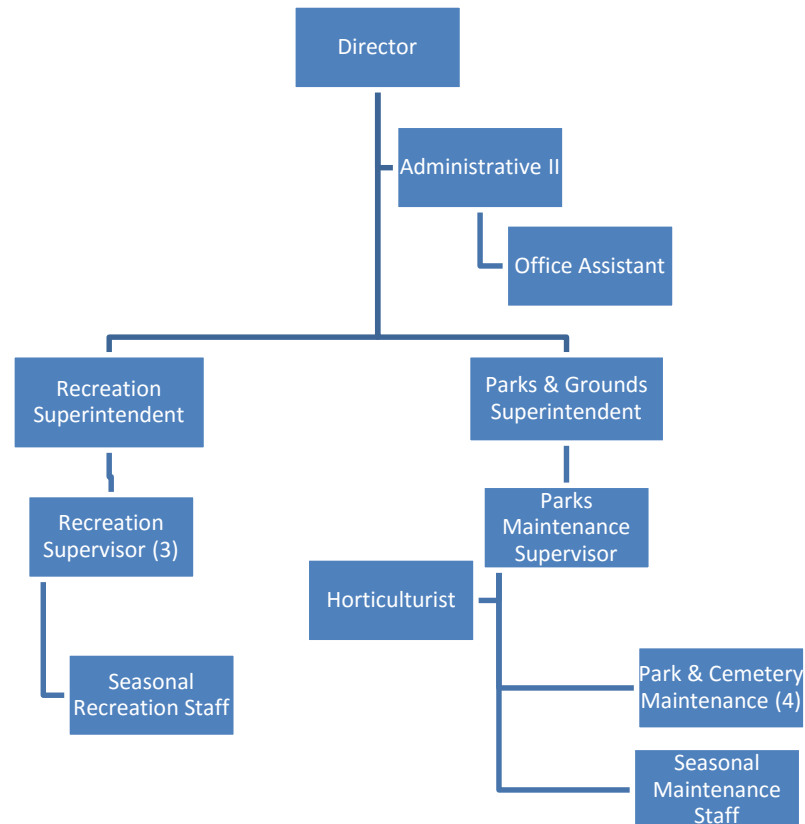 Director
Administrative II
Office Assistant
Recreation
Superintendent
Parks & Grounds
Superintendent
Recreation
Supervisor (3)
Parks
Maintenance
Supervisor
Horticulturist
Seasonal
Recreation Staff
Park & Cemetery
Maintenance (4)
Seasonal
Maintenance
Staff